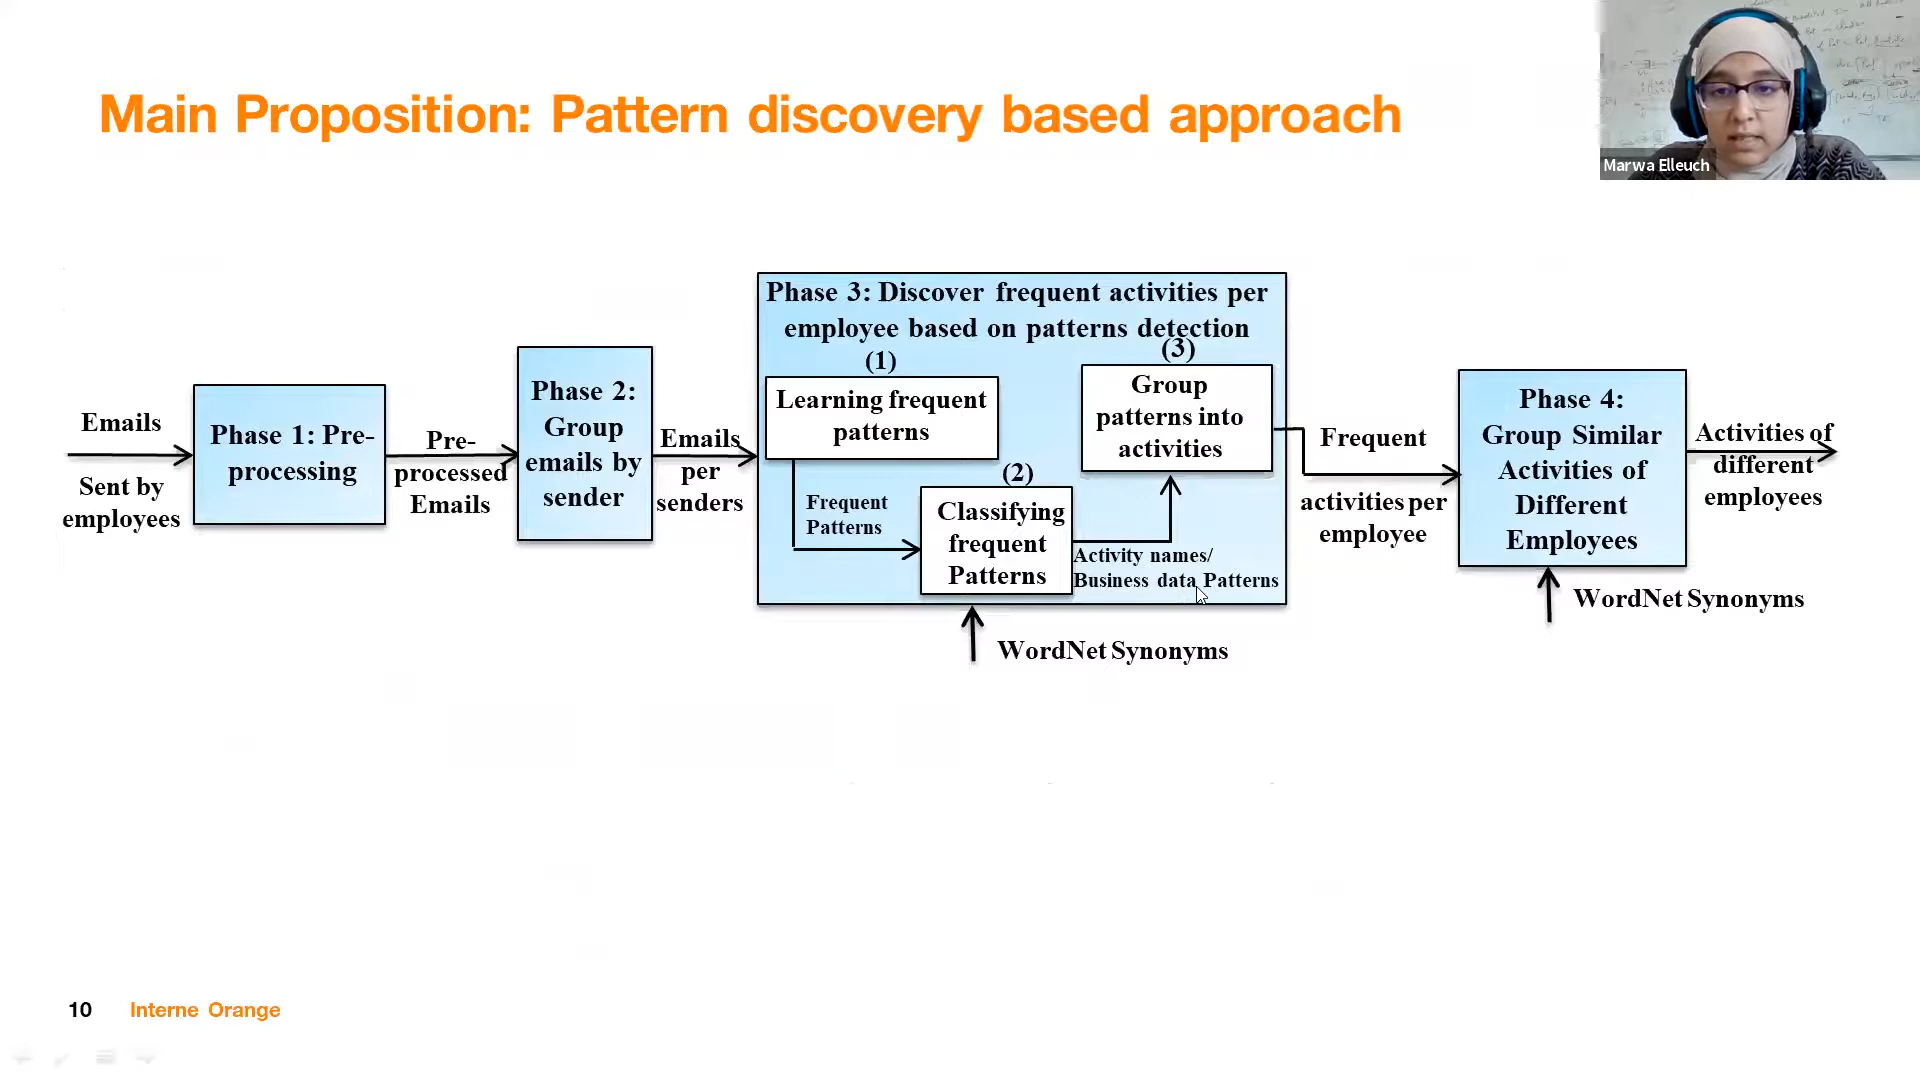 Main Proposition: Pattern discovery based approach
Marwa Elleuch
Emails
Sent by
employees
Phase 1: Pre-
processing
Pre-
processed
Emails
Phase 2:
Group
emails by
sender
Emails
per
senders
Phase 3: Discover frequent activities per
employee based on patterns detection
(1)
Learning frequent
patterns
Frequent
Patterns
(2)
Classifying
frequent
Patterns
Activity names/
Business data Patterns
(3)
Group
patterns into
activities
WordNet Synonyms
Frequent
activities per
employee
Phase 4:
Group Similar
Activities of
Different
Employees
WordNet Synonyms
Activities of
different
employees
10 Interne Orange